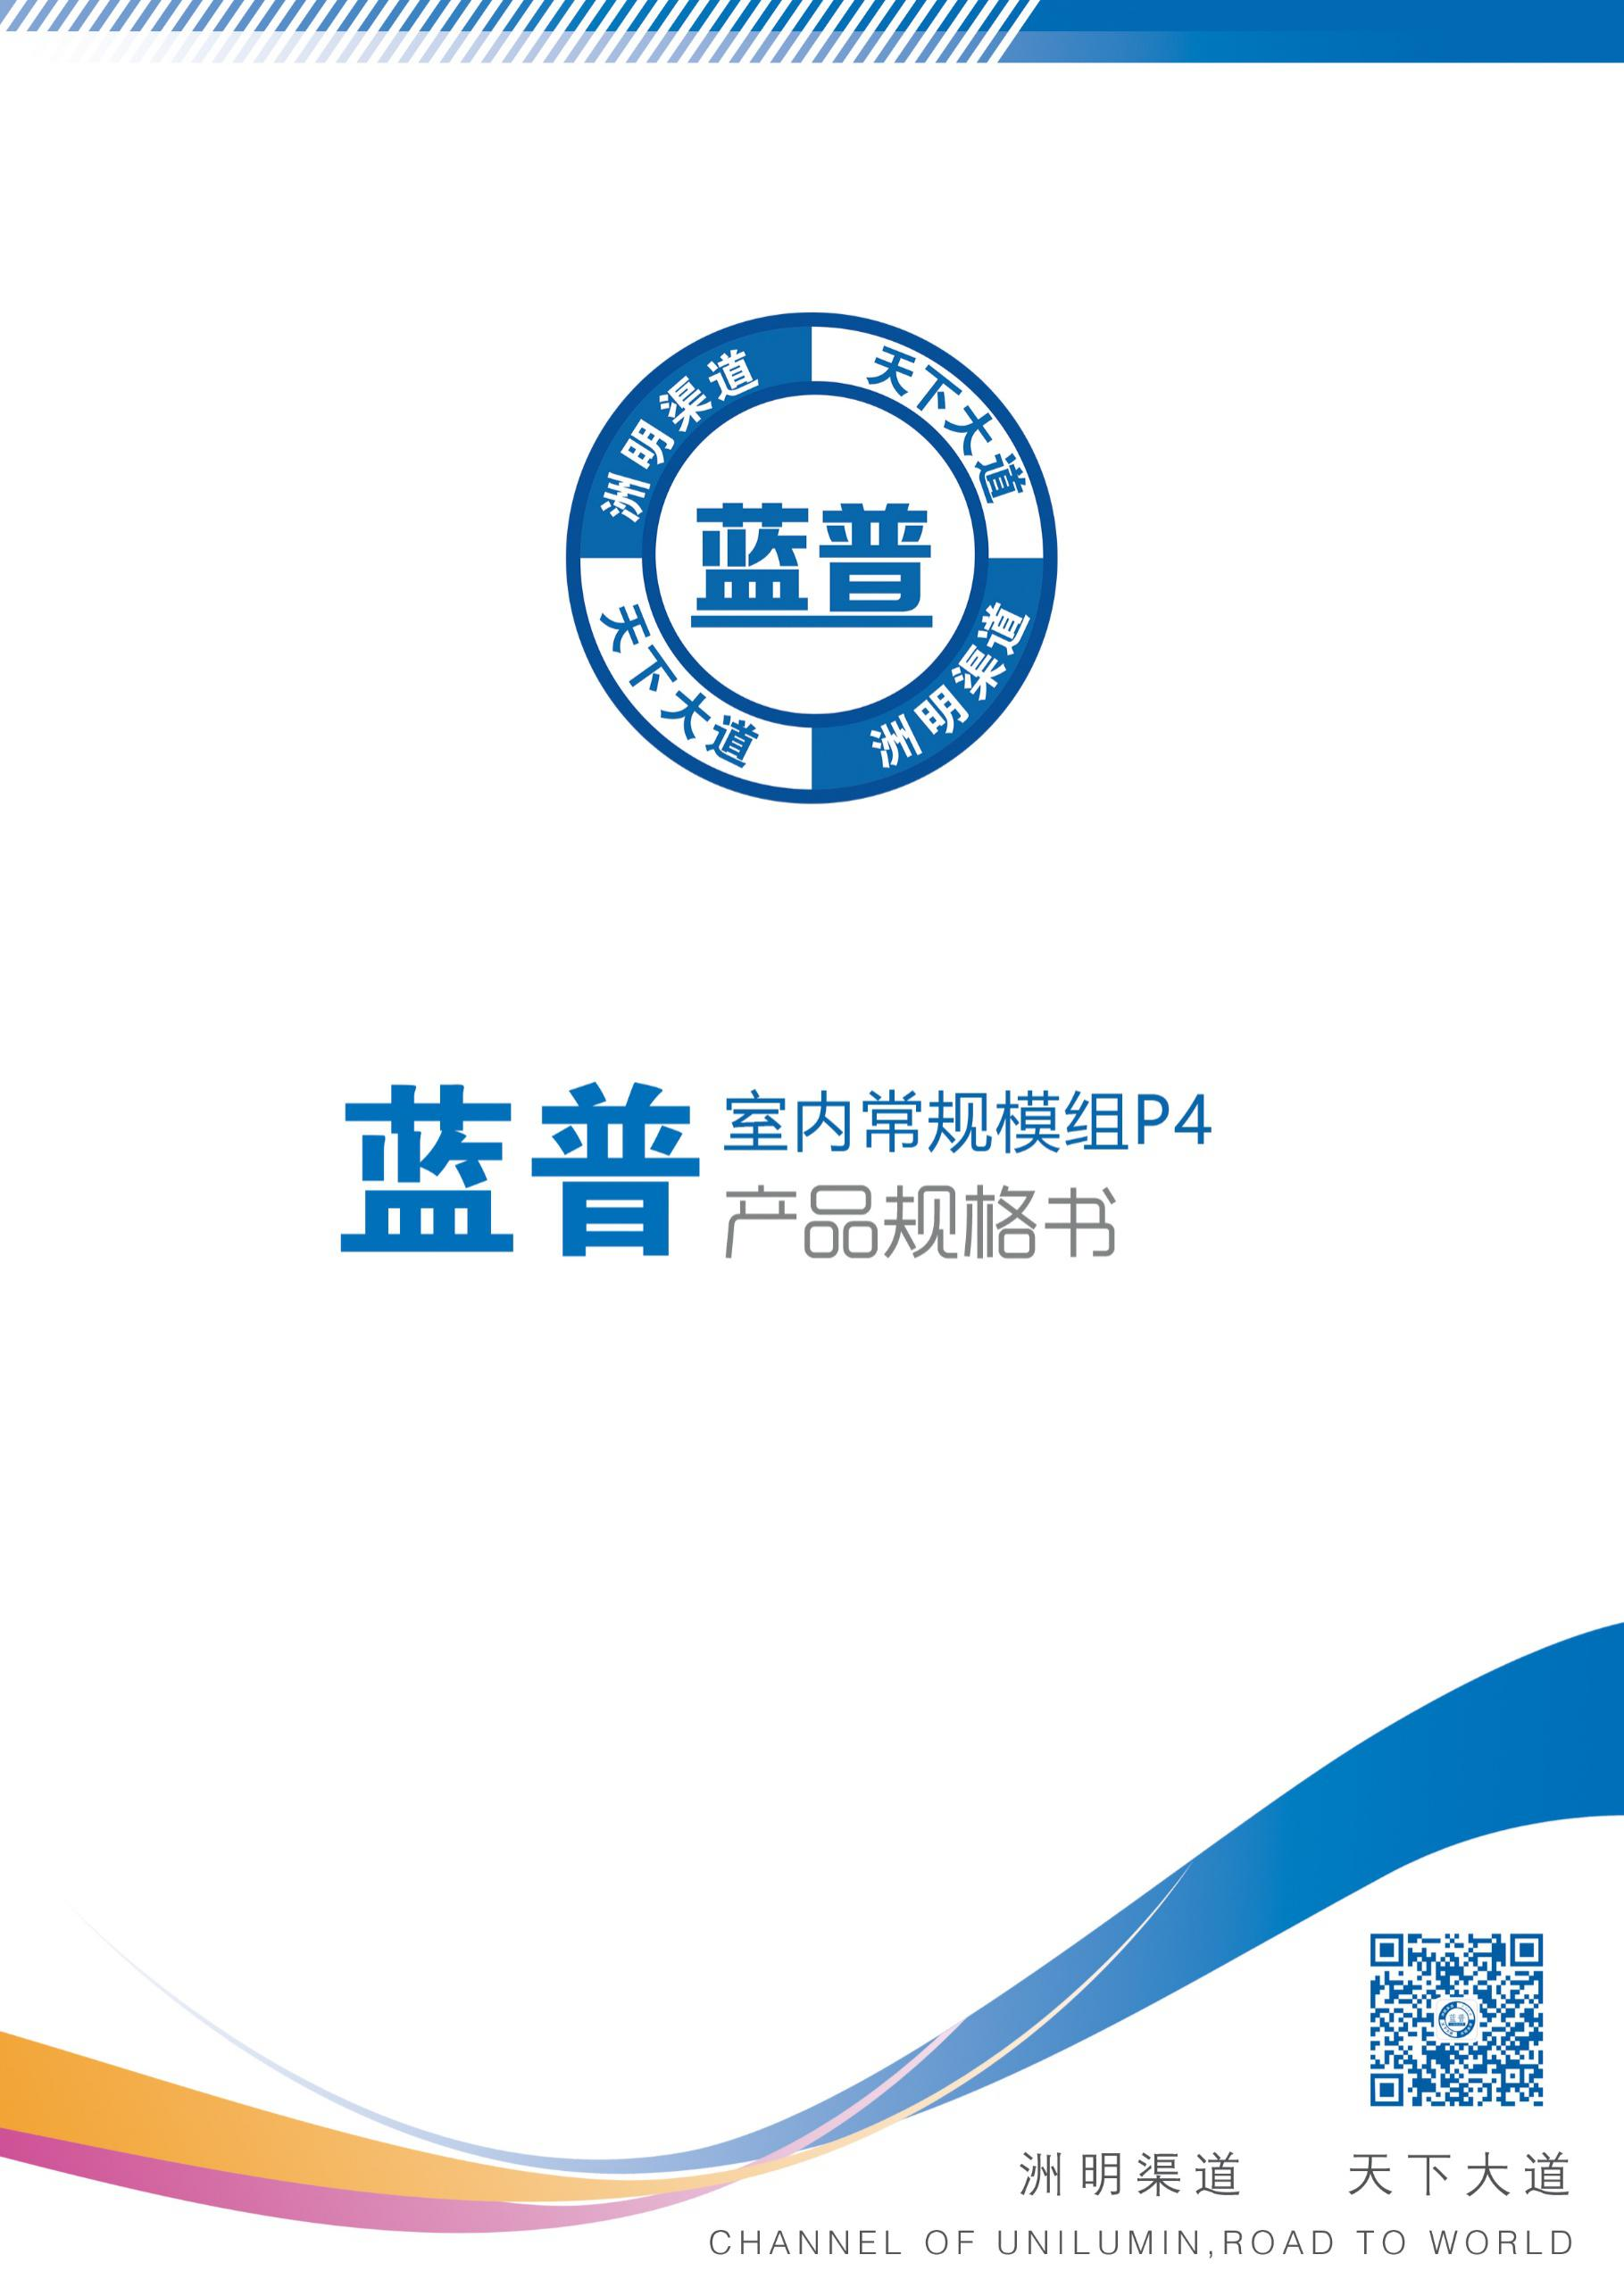 洲明渠道
天下大道
蓝普
天下大道
洲明渠道
蓝普
室内常规模组P4
产品规格书
洲明渠道 天下大道
CHANNEL OF UNILUMIN,ROAD TO WORLD